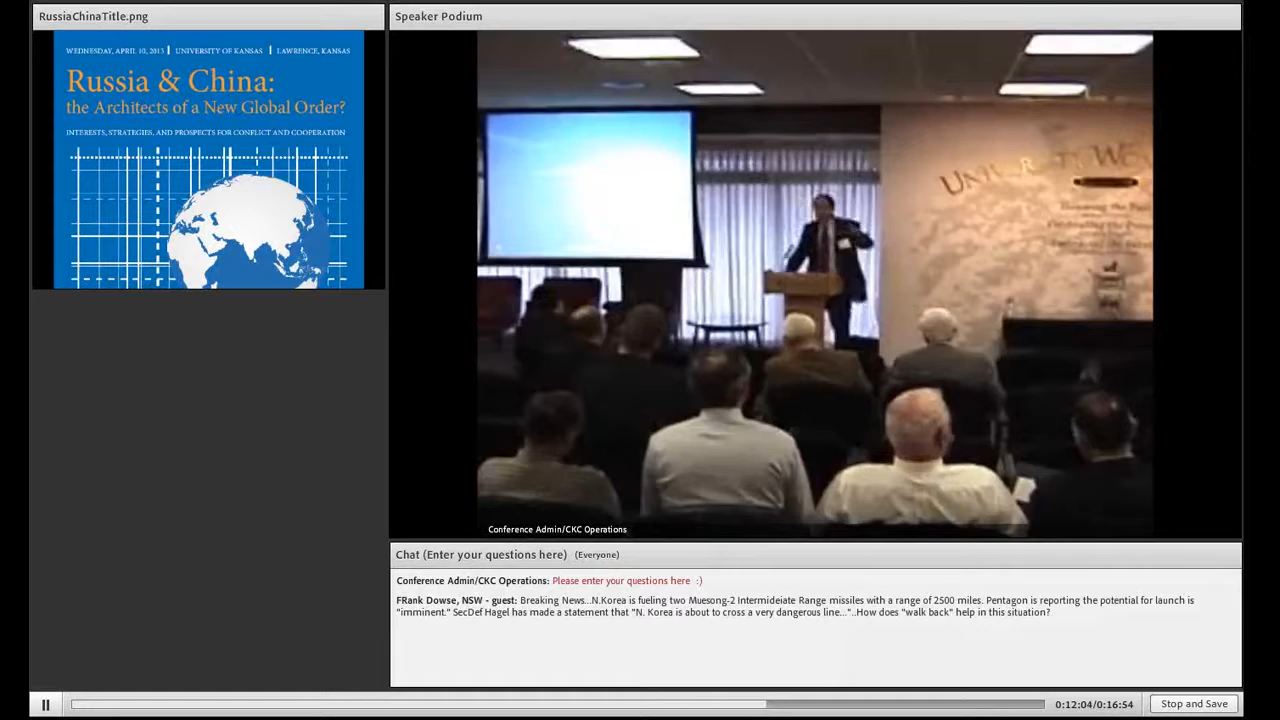 RussiaChinaTitle.png
Speaker Podium
WEDNESDAY, APRIL 10, 2013 | UNIVERSITY OF KANSAS | LAWRENCE, KANSAS
Russia & China:
the Architects of a New Global Order?
INTERESTS, STRATEGIES, AND PROSPECTS FOR CONFLICT AND COOPERATION
Conference Admin/CKC Operations
Chat (Enter your questions here) (Everyone)
Conference Admin/CKC Operations: Please enter your questions here :)
FRank Dowse, NSW - guest: Breaking News...N.Korea is fueling two Muesong-2 Intermideiate Range missiles with a range of 2500 miles. Pentagon is reporting the potential for launch is
"imminent." SecDef Hagel has made a statement that "N. Korea is about to cross a very dangerous line..."..How does "walk back" help in this situation?
0:12:04/0:16:54
Stop and Save